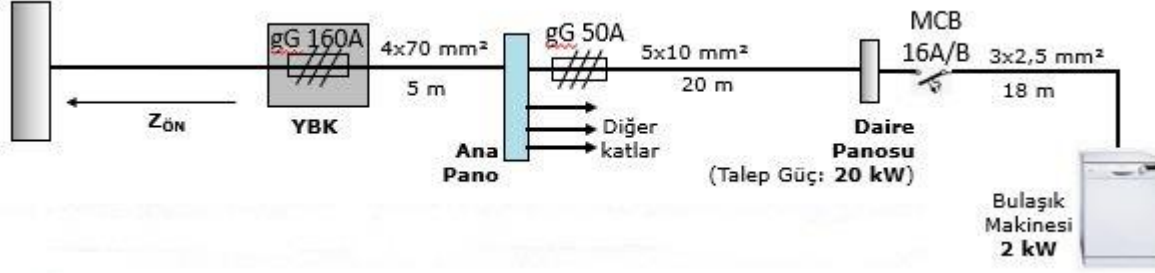 gG 160A
4x70 mm²
5 m
gG 50A
5x10 mm²
20 m
MCB
16A/B
3x2,5 mm²
18 m
ZÖN
YBK
Ana
Pano
Diğer
katlar
Daire
Panosu
(Talep Güç: 20 kW)
Bulaşık
Makinesi
2 kW